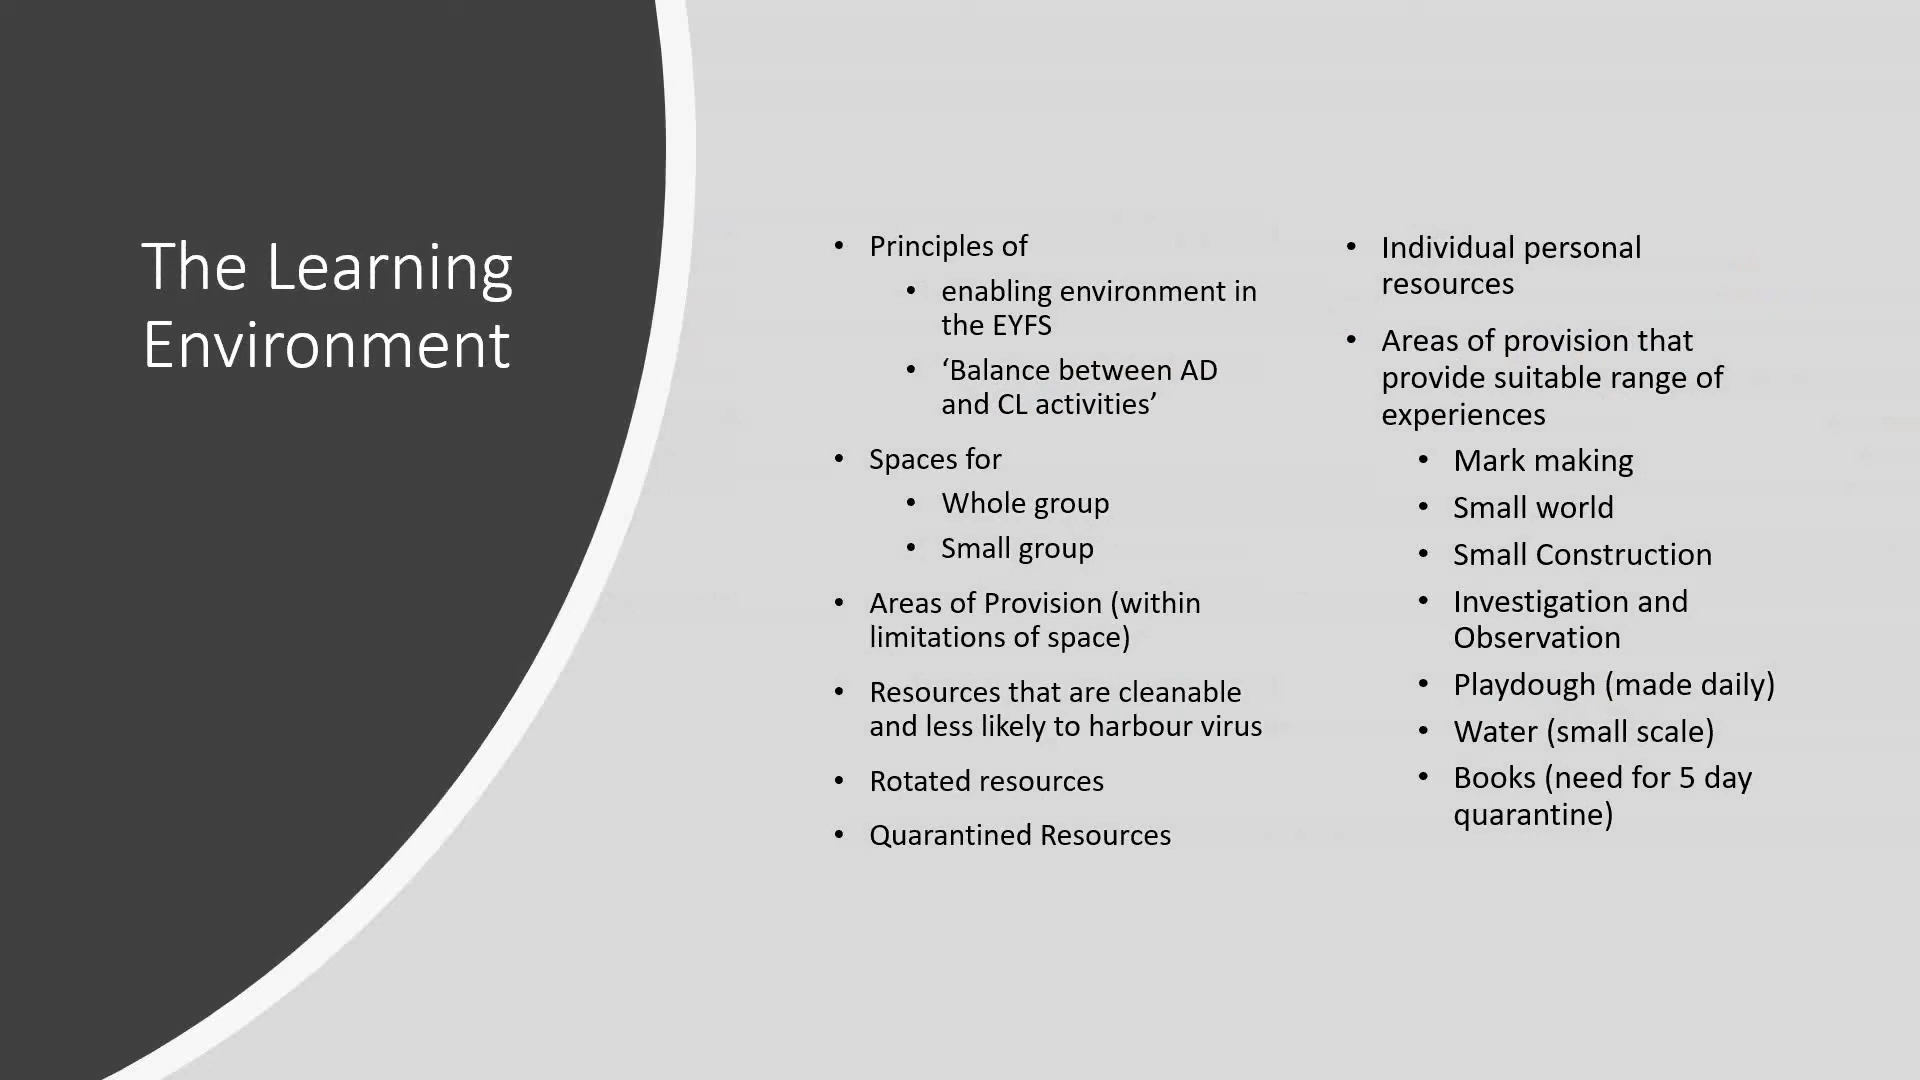 The Learning
Environment
• Principles of
• enabling environment in
the EYFS
• ‘Balance between AD
and CL activities’
• Spaces for
• Whole group
• Small group
• Areas of Provision (within
limitations of space)
• Resources that are cleanable
and less likely to harbour virus
• Rotated resources
• Quarantined Resources
• Individual personal
resources
• Areas of provision that
provide suitable range of
experiences
• Mark making
• Small world
• Small Construction
• Investigation and
Observation
• Playdough (made daily)
• Water (small scale)
• Books (need for 5 day
quarantine)